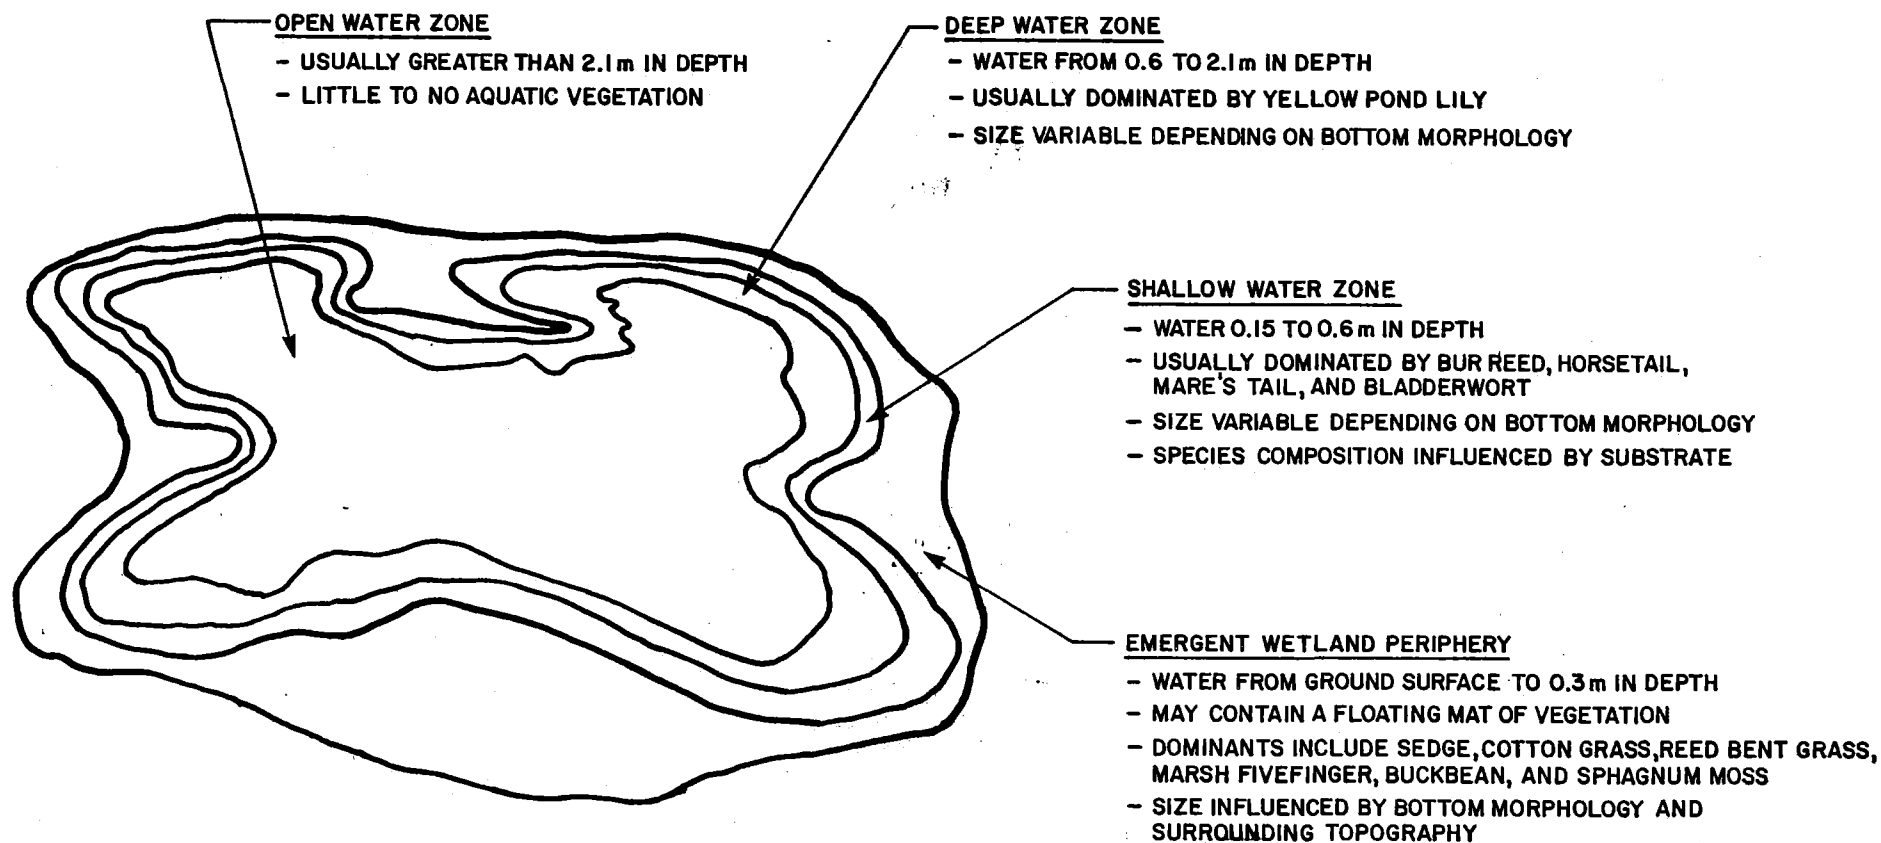 OPEN WATER ZONE
- USUALLY GREATER THAN 2.1m IN DEPTH
- LITTLE TO NO AQUATIC VEGETATION
DEEP WATER ZONE
- WATER FROM 0.6 TO 2.1m IN DEPTH
- USUALLY DOMINATED BY YELLOW POND LILY
- SIZE VARIABLE DEPENDING ON BOTTOM MORPHOLOGY
SHALLOW WATER ZONE
- WATER 0.15 TO 0.6m IN DEPTH
- USUALLY DOMINATED BY BUR REED, HORSETAIL,
MARE'S TAIL, AND BLADDERWORT
- SIZE VARIABLE DEPENDING ON BOTTOM MORPHOLOGY
- SPECIES COMPOSITION INFLUENCED BY SUBSTRATE
EMERGENT WETLAND PERIPHERY
- WATER FROM GROUND SURFACE TO 0.3m IN DEPTH
- MAY CONTAIN A FLOATING MAT OF VEGETATION
- DOMINANTS INCLUDE SEDGE, COTTON GRASS, REED BENT GRASS,
MARSH FIVEFINGER, BUCKBEAN, AND SPHAGNUM MOSS
- SIZE INFLUENCED BY BOTTOM MORPHOLOGY AND
SURROUNDING TOPOGRAPHY